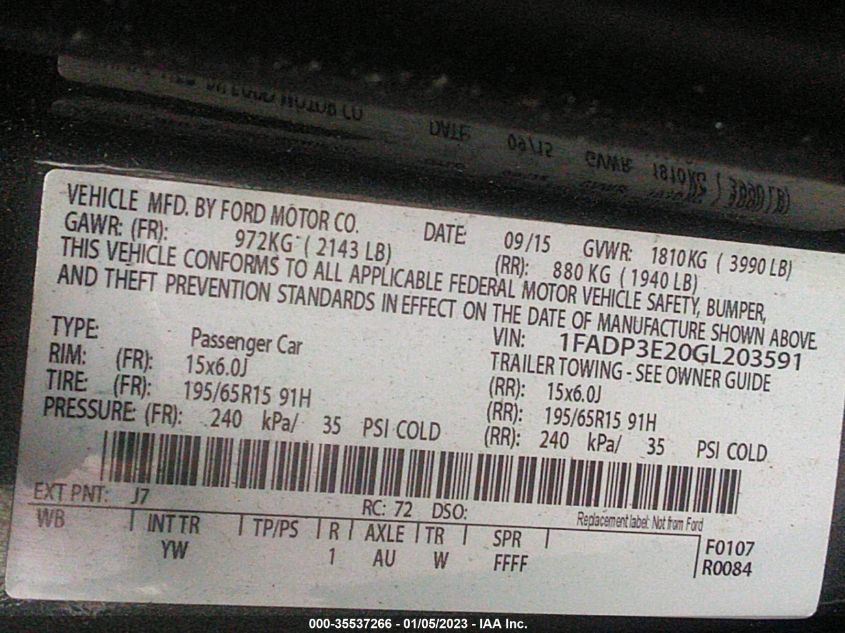 VEHICLE MFD. BY FORD MOTOR CO. DATE: 09/15 GVWR: 1810KG ( 3990 LB)
GAWR: (FR): 972KG ( 2143 LB) (RR): 880 KG ( 1940 LB)
THIS VEHICLE CONFORMS TO ALL APPLICABLE FEDERAL MOTOR VEHICLE SAFETY, BUMPER,
AND THEFT PREVENTION STANDARDS IN EFFECT ON THE DATE OF MANUFACTURE SHOWN ABOVE.
VIN: 1FADP3E20GL203591
TYPE: Passenger Car TRAILER TOWING - SEE OWNER GUIDE
RIM: (FR): 15x6.0J (RR): 15x6.0J
TIRE: (FR): 195/65R15 91H (RR): 195/65R15 91H
PRESSURE: (FR): 240 kPa/ 35 PSI COLD (RR): 240 kPa/ 35 PSI COLD
EXT PNT: J7 RC: 72 DSO:
Replacement label: Not from Ford
WB INT TR TP/PS R AXLE TR SPR
YW 1 AU W FFFF
F0107
R0084
000-35537266 - 01/05/2023 - IAA Inc.